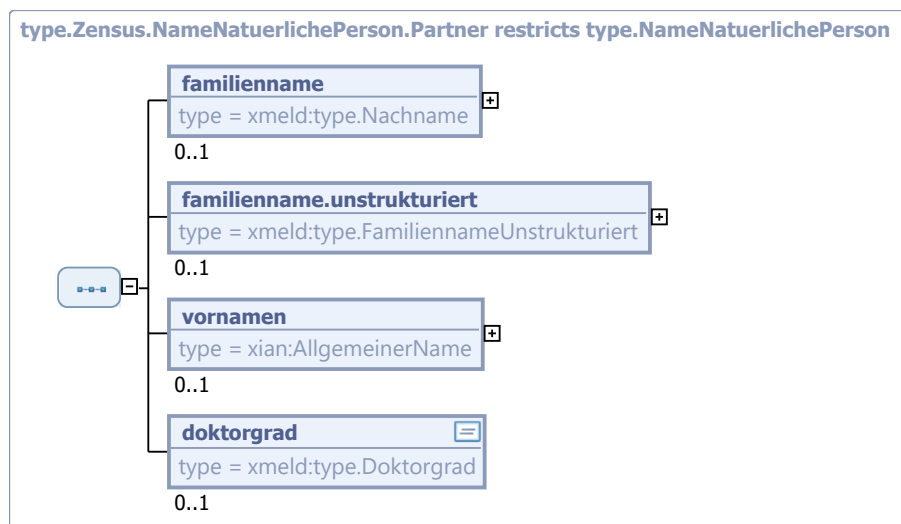 type.Zensus.NameNatuerlichePerson.Partner restricts type.NameNatuerlichePerson
familienname
type = xmeld:type.Nachname
0..1
familienname.unstrukturiert
type = xmeld:type.FamiliennameUnstrukturiert
0..1
vornamen
type = xian:AllgemeinerName
0..1
doktorgrad
type = xmeld:type.Doktorgrad
0..1